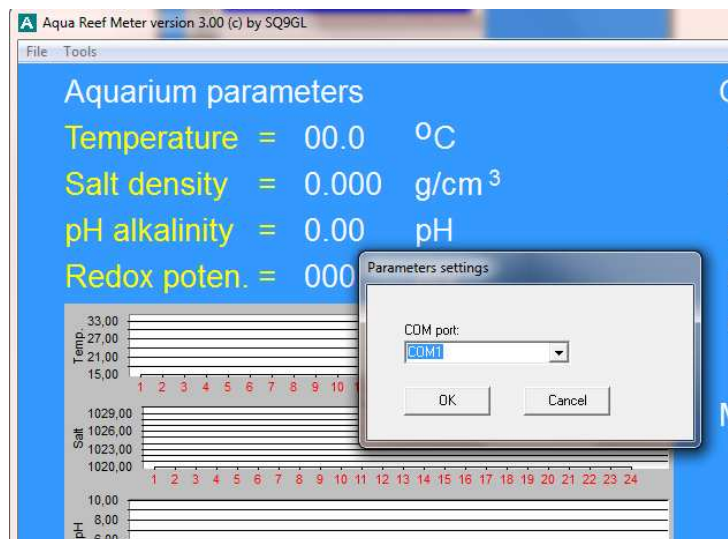 A Aqua Reef Meter version 3.00 (c) by SQ9GL
File Tools
Aquarium parameters
Temperature = 00.0 ºC
Salt density = 0.000 g/cm³
pH alkalinity = 0.00 pH
Redox poten. = 000
Parameters settings
COM port:
COM1
OK Cancel
Temp.
33,00
27,00
21,00
15,00
1 2 3 4 5 6 7 8 9 10
Salt
1029,00
1026,00
1023,00
1020,00
1 2 3 4 5 6 7 8 9 10 11 12 13 14 15 16 17 18 19 20 21 22 23 24
pH
10,00
8,00
6,00